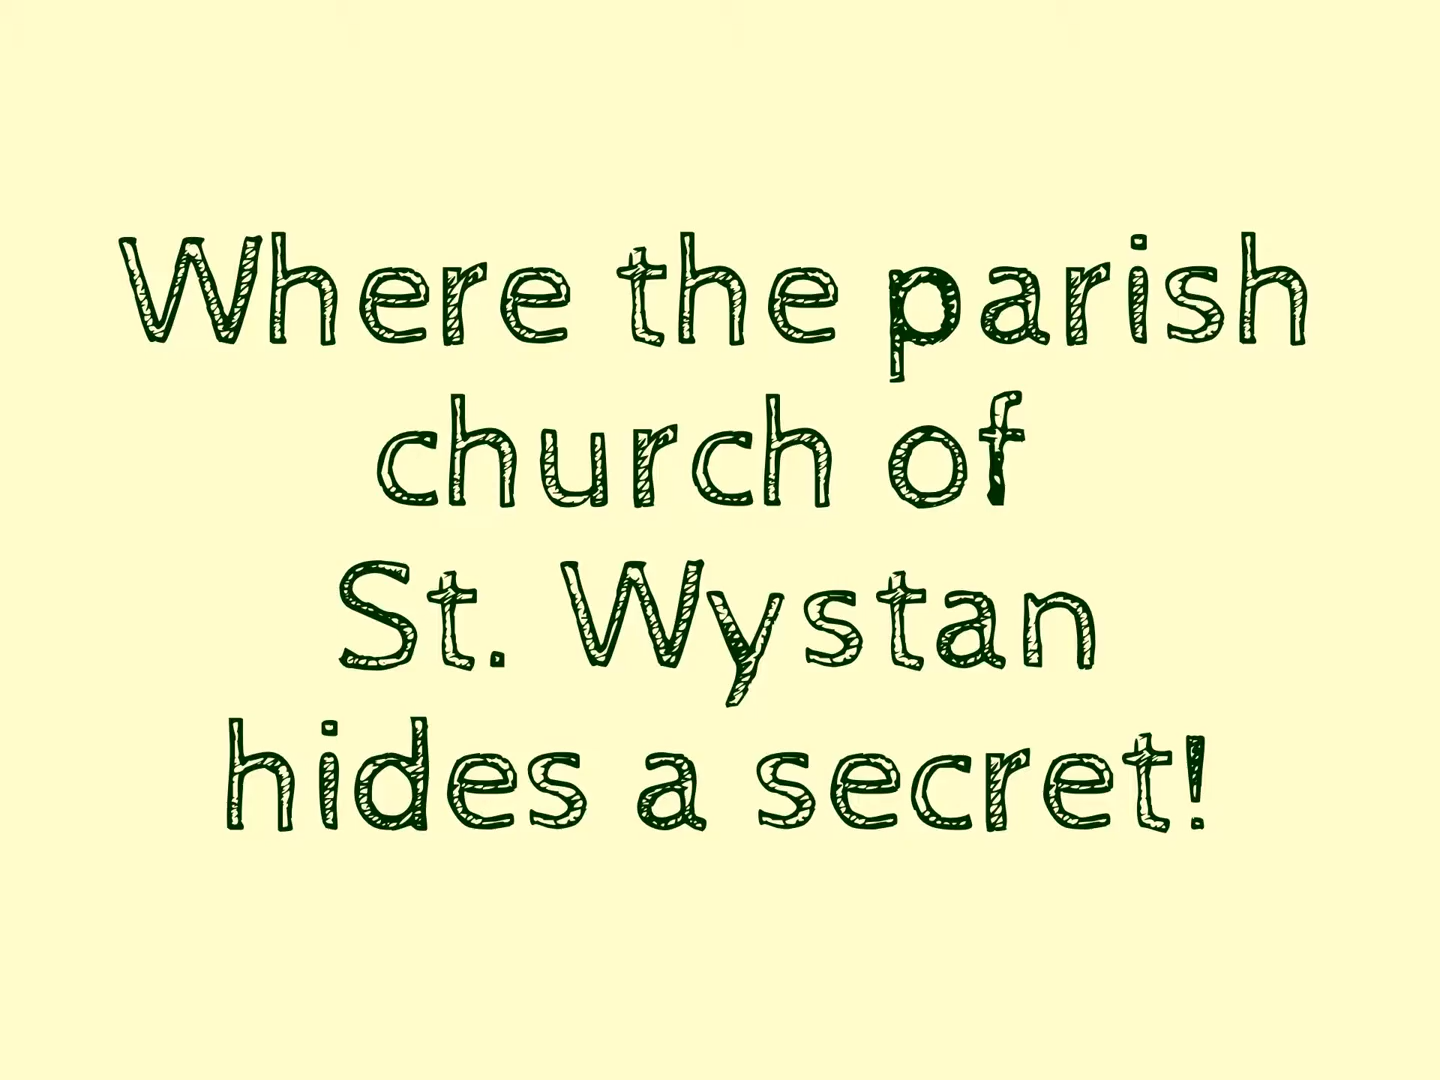 Where the parish
church of
St. Wystan
hides a secret!